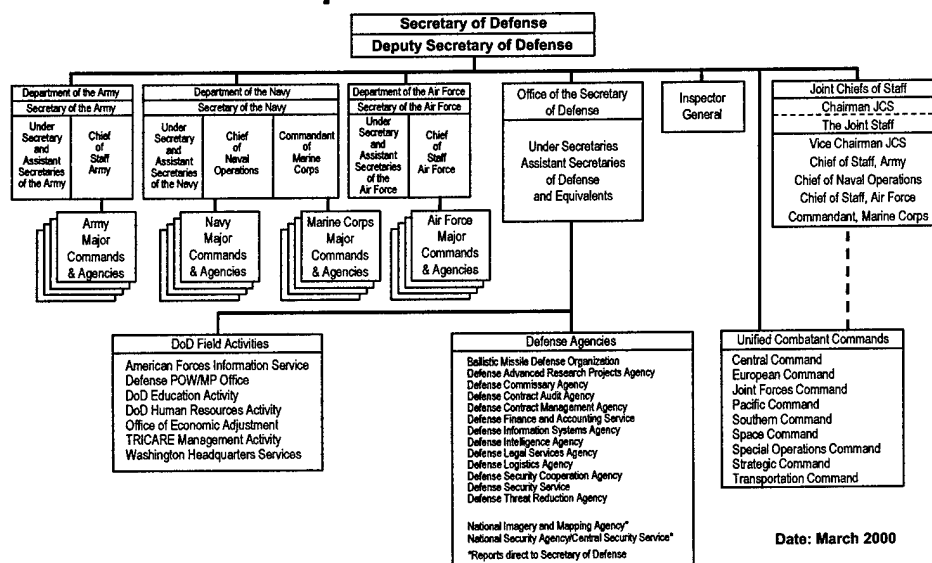 Secretary of Defense
Deputy Secretary of Defense
Department of the Army
Secretary of the Army
Under
Secretary
and
Assistant
Secretaries
of the Army
Chief
of
Staff
Army
Department of the Navy
Secretary of the Navy
Under
Secretary
and
Assistant
Secretaries
of the Navy
Chief
of
Naval
Operations
Commandant
of
Marine
Corps
Department of the Air Force
Secretary of the Air Force
Under
Secretary
and
Assistant
Secretaries
of the
Air Force
Chief
of
Staff
Air Force
Office of the Secretary
of Defense
Under Secretaries
Assistant Secretaries
of Defense
and Equivalents
Inspector
General
Joint Chiefs of Staff
Chairman JCS
The Joint Staff
Vice Chairman JCS
Chief of Staff, Army
Chief of Naval Operations
Chief of Staff, Air Force
Commandant, Marine Corps
Army
Major
Commands
& Agencies
Navy
Major
Commands
& Agencies
Marine Corps
Major
Commands
& Agencies
Air Force
Major
Commands
& Agencies
DoD Field Activities
American Forces Information Service
Defense POW/MP Office
DoD Education Activity
DoD Human Resources Activity
Office of Economic Adjustment
TRICARE Management Activity
Washington Headquarters Services
Defense Agencies
Ballistic Missile Defense Organization
Defense Advanced Research Projects Agency
Defense Commissary Agency
Defense Contract Audit Agency
Defense Contract Management Agency
Defense Finance and Accounting Service
Defense Information Systems Agency
Defense Intelligence Agency
Defense Legal Services Agency
Defense Logistics Agency
Defense Security Cooperation Agency
Defense Security Service
Defense Threat Reduction Agency
National Imagery and Mapping Agency*
National Security Agency/Central Security Service*
*Reports direct to Secretary of Defense
Unified Combatant Commands
Central Command
European Command
Joint Forces Command
Pacific Command
Southern Command
Space Command
Special Operations Command
Strategic Command
Transportation Command
Date: March 2000